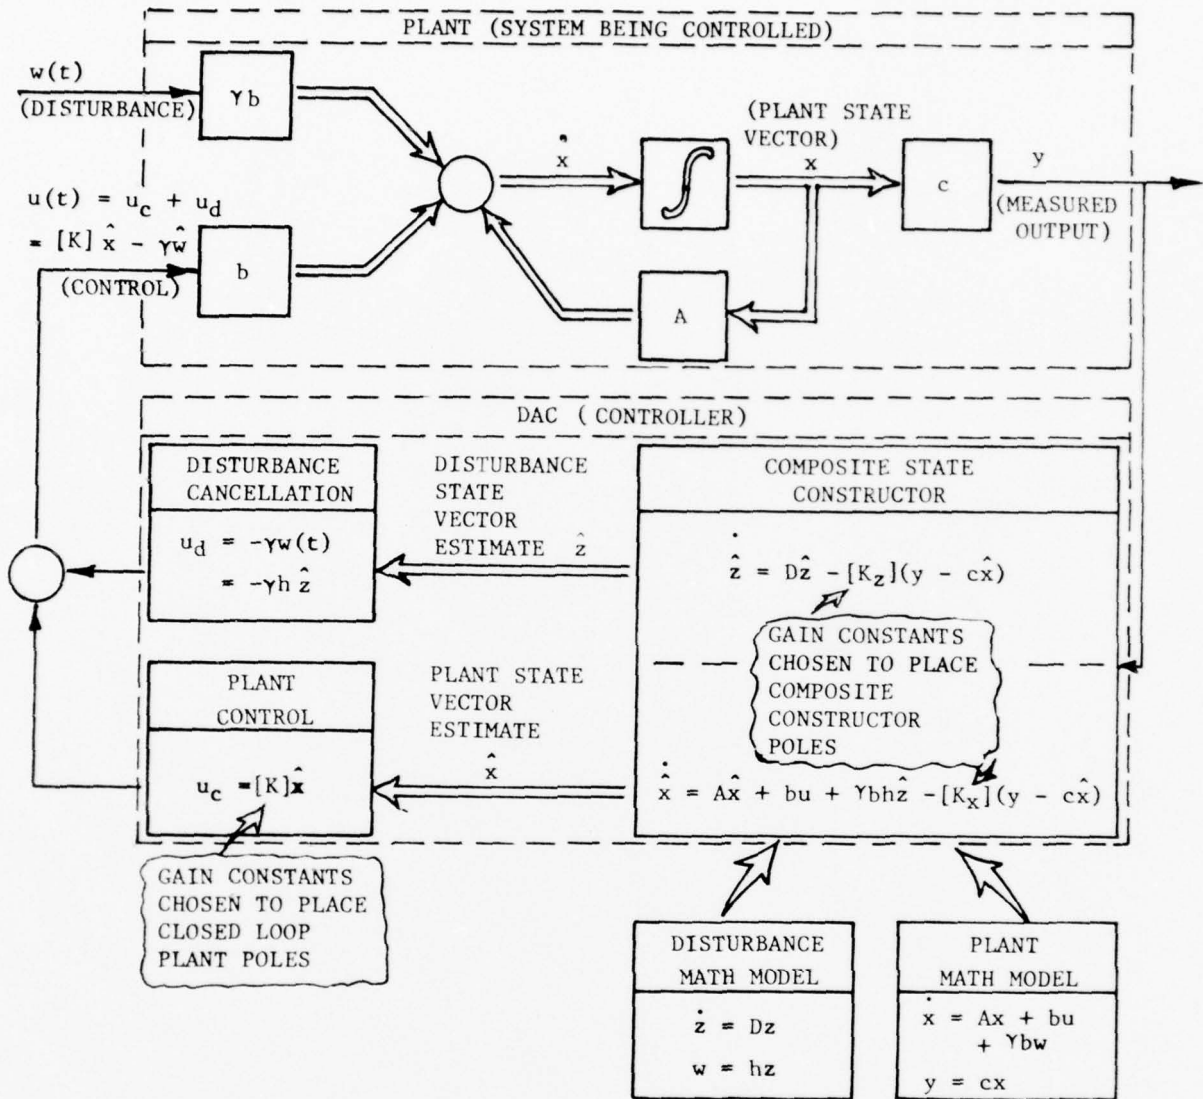 PLANT (SYSTEM BEING CONTROLLED)
w(t)
(DISTURBANCE)
γb
ẋ
∫
(PLANT STATE
VECTOR)
x
c
y
(MEASURED
OUTPUT)
u(t) = u_c + u_d
= [K] x̂ - γŵ
(CONTROL)
b
A
DAC (CONTROLLER)
DISTURBANCE
CANCELLATION
u_d = -γw(t)
= -γh ẑ
DISTURBANCE
STATE
VECTOR
ESTIMATE ẑ
COMPOSITE STATE
CONSTRUCTOR
ẑ̇ = Dẑ -[K_z](y - cx̂)
GAIN CONSTANTS
CHOSEN TO PLACE
COMPOSITE
CONSTRUCTOR
POLES
x̂̇ = Ax̂ + bu + γbhẑ -[K_x](y - cx̂)
PLANT
CONTROL
u_c =[K]x̂
PLANT STATE
VECTOR
ESTIMATE
x̂
GAIN CONSTANTS
CHOSEN TO PLACE
CLOSED LOOP
PLANT POLES
DISTURBANCE
MATH MODEL
ż = Dz
w = hz
PLANT
MATH MODEL
ẋ = Ax + bu
+ γbw
y = cx